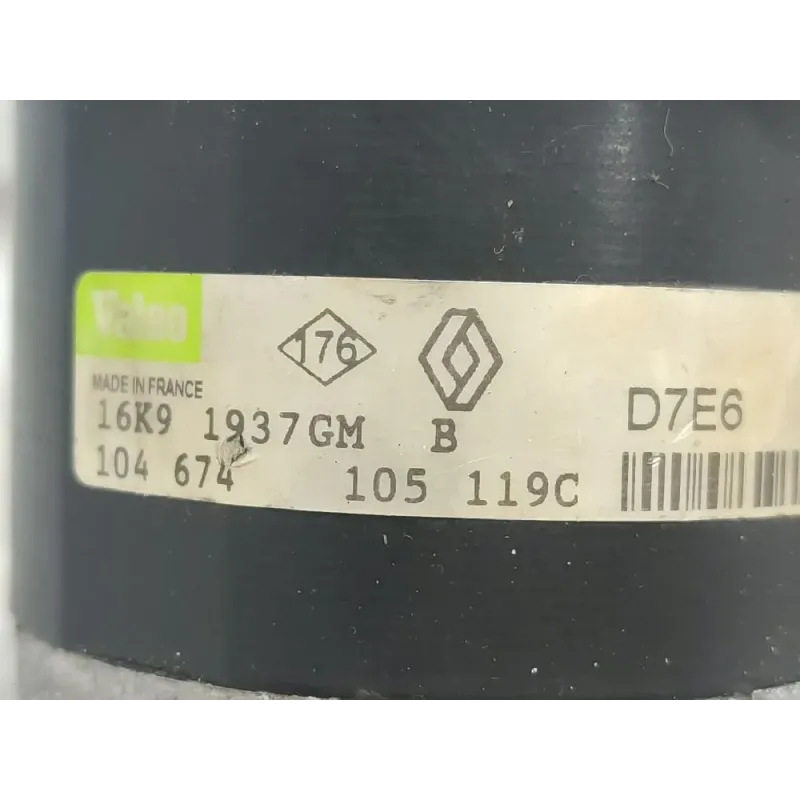 Valeo
176
MADE IN FRANCE
16K9 1937GM B
D7E6
104 674 105 119C